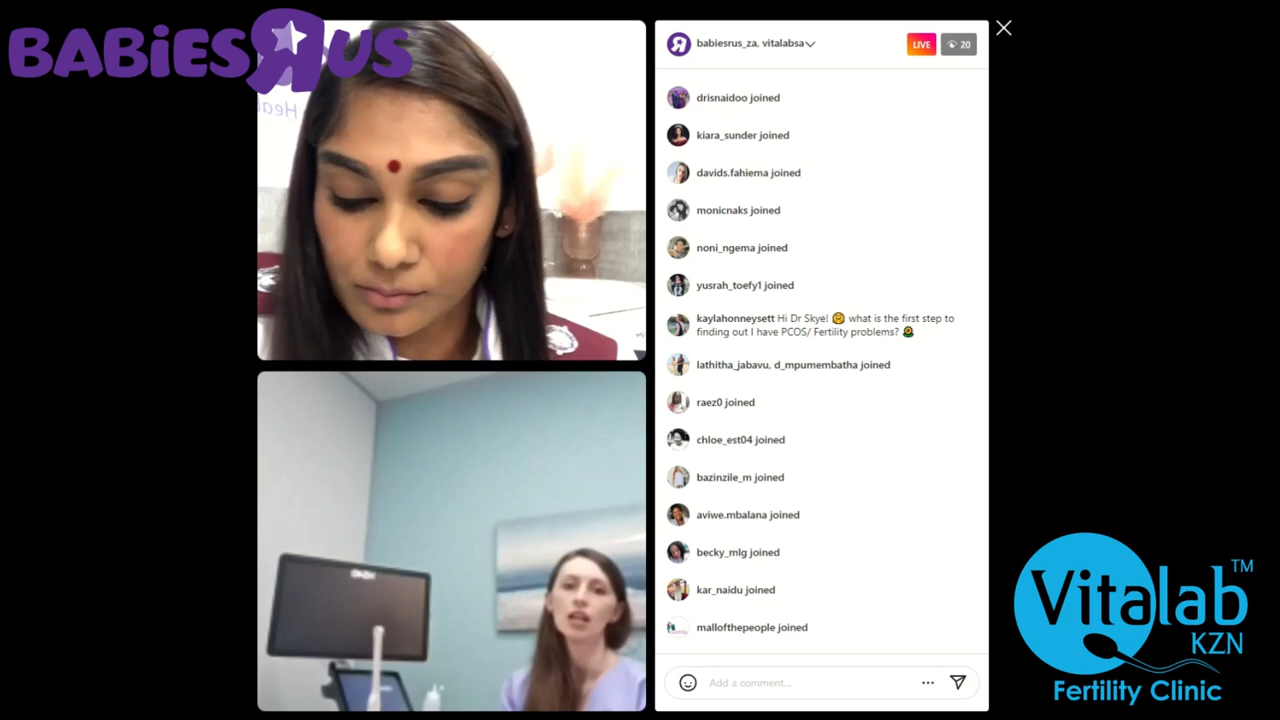 BABIESRUS
babiesrus_za, vitalabsa
LIVE
20
drisnaidoo joined
kiara_sunder joined
davids.fahiema joined
monicnaks joined
noni_ngema joined
yusrah_toefy1 joined
kaylahonneysett Hi Dr Skye! 😊 what is the first step to
finding out I have PCOS/ Fertility problems? 🌻
lathitha_jabavu, d_mpumembatha joined
raez0 joined
chloe_est04 joined
bazinzile_m joined
aviwe.mbalana joined
becky_mlg joined
kar_naidu joined
mallofthepeople joined
Add a comment...
Vitalab™
KZN
Fertility Clinic